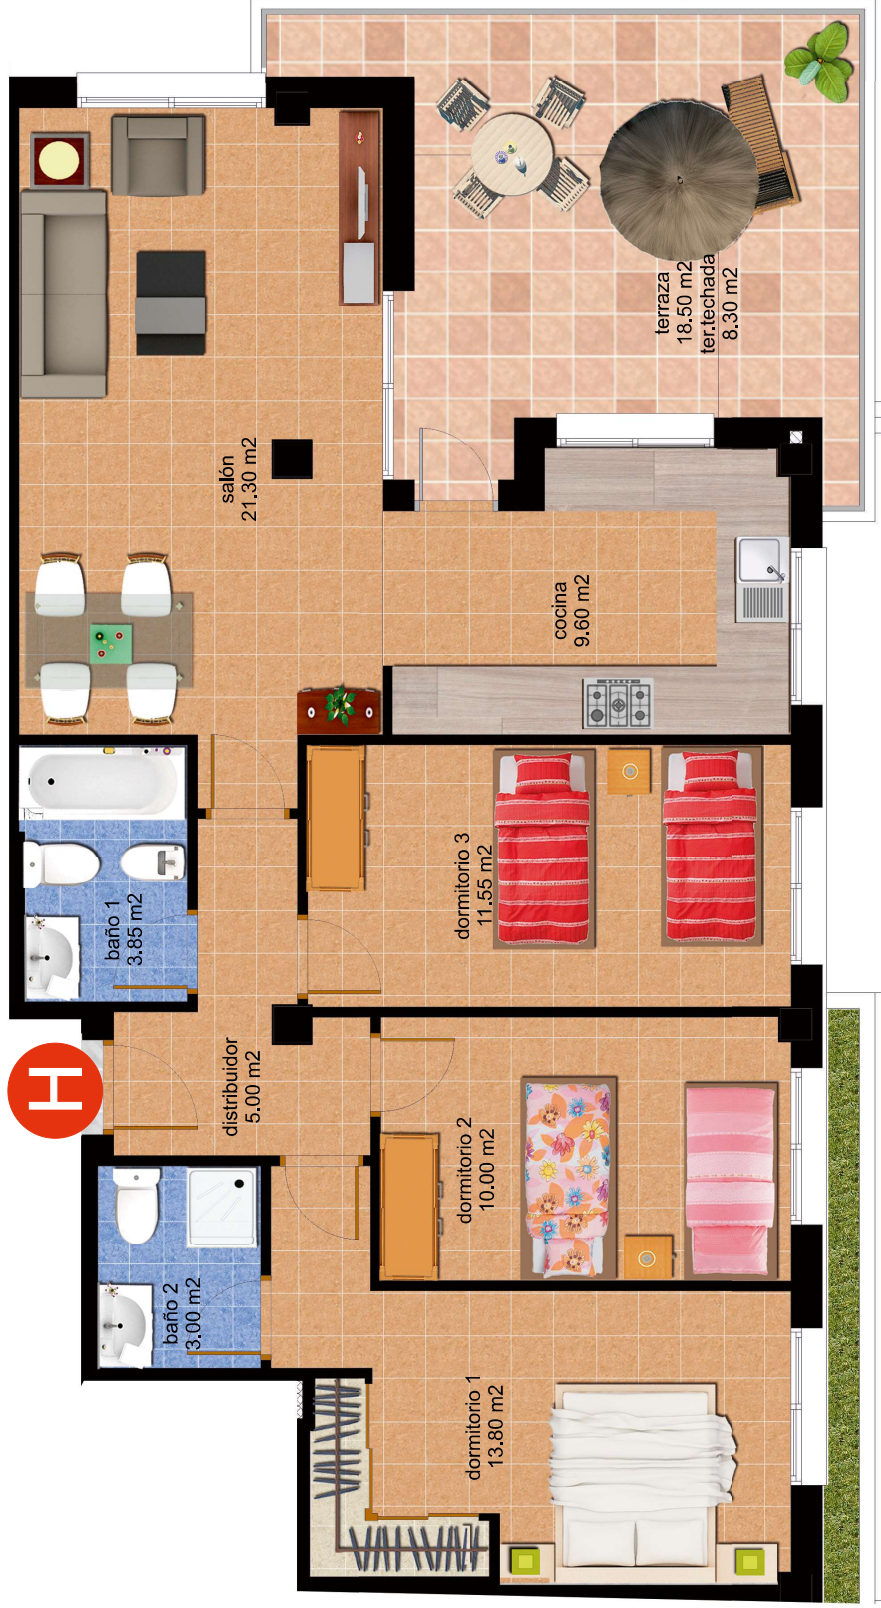 terraza
18.50 m2
ter.techada
8.30 m2
salón
21.30 m2
cocina
9.60 m2
dormitorio 3
11.55 m2
baño 1
3.85 m2
H
distribuidor
5.00 m2
dormitorio 2
10.00 m2
baño 2
3.00 m2
dormitorio 1
13.80 m2